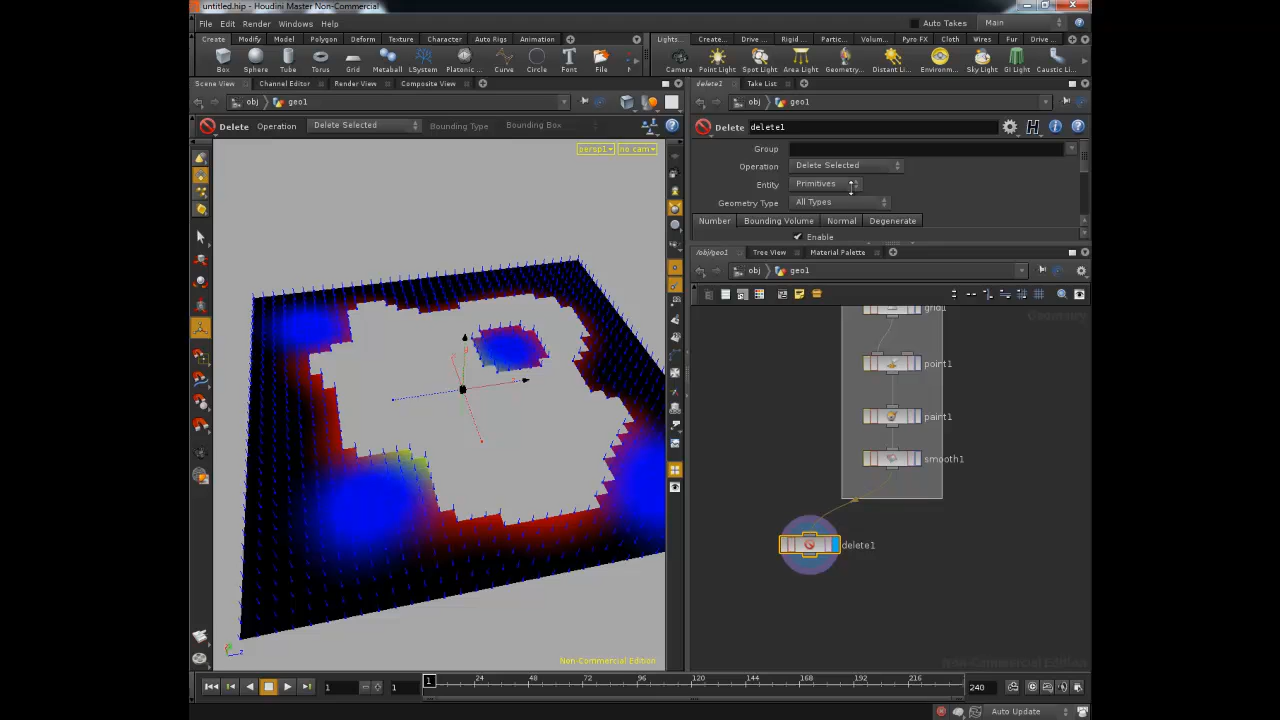 untitled.hip - Houdini Master Non-Commercial
File Edit Render Windows Help
Auto Takes Main
Create Modify Model Polygon Deform Texture Character Auto Rigs Animation
Lights... Create... Drive ... Rigid ... Partic... Volum... Pyro FX Cloth Wires Fur Drive ...
Box Sphere Tube Torus Grid Metaball LSystem Platonic ... Curve Circle Font File
Camera Point Light Spot Light Area Light Geometry... Distant Li... Environm... Sky Light GI Light Caustic Li...
Scene View Channel Editor Render View Composite View
delete1 Take List
obj geo1
obj geo1
Delete Operation Delete Selected Bounding Type Bounding Box
Delete delete1
persp1 no cam
Group
Operation Delete Selected
Entity Primitives
Geometry Type All Types
Number Bounding Volume Normal Degenerate
Enable
/obj/geo1 Tree View Material Palette
obj geo1
Geometry
grid1
point1
paint1
smooth1
delete1
Non-Commercial Edition
Non-Commercial Edition
1 1 1 24 48 72 96 120 144 168 192 216 240
Auto Update